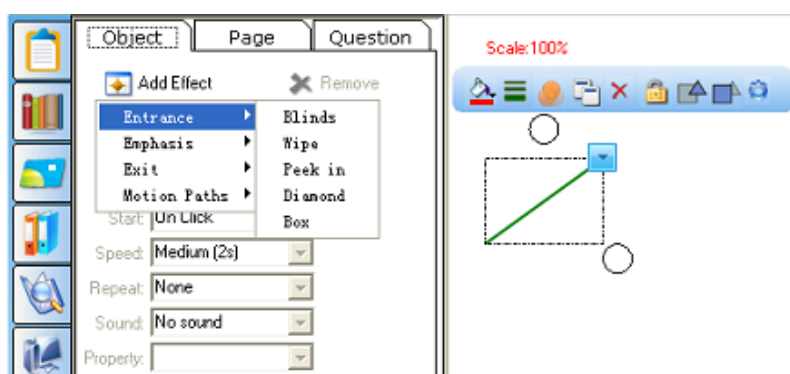 Object Page Question
Scale:100%
Add Effect Remove
Entrance Blinds
Emphasis Wipe
Exit Peek in
Motion Paths Diamond
Start: On Click Box
Speed: Medium (2s)
Repeat: None
Sound: No sound
Property: